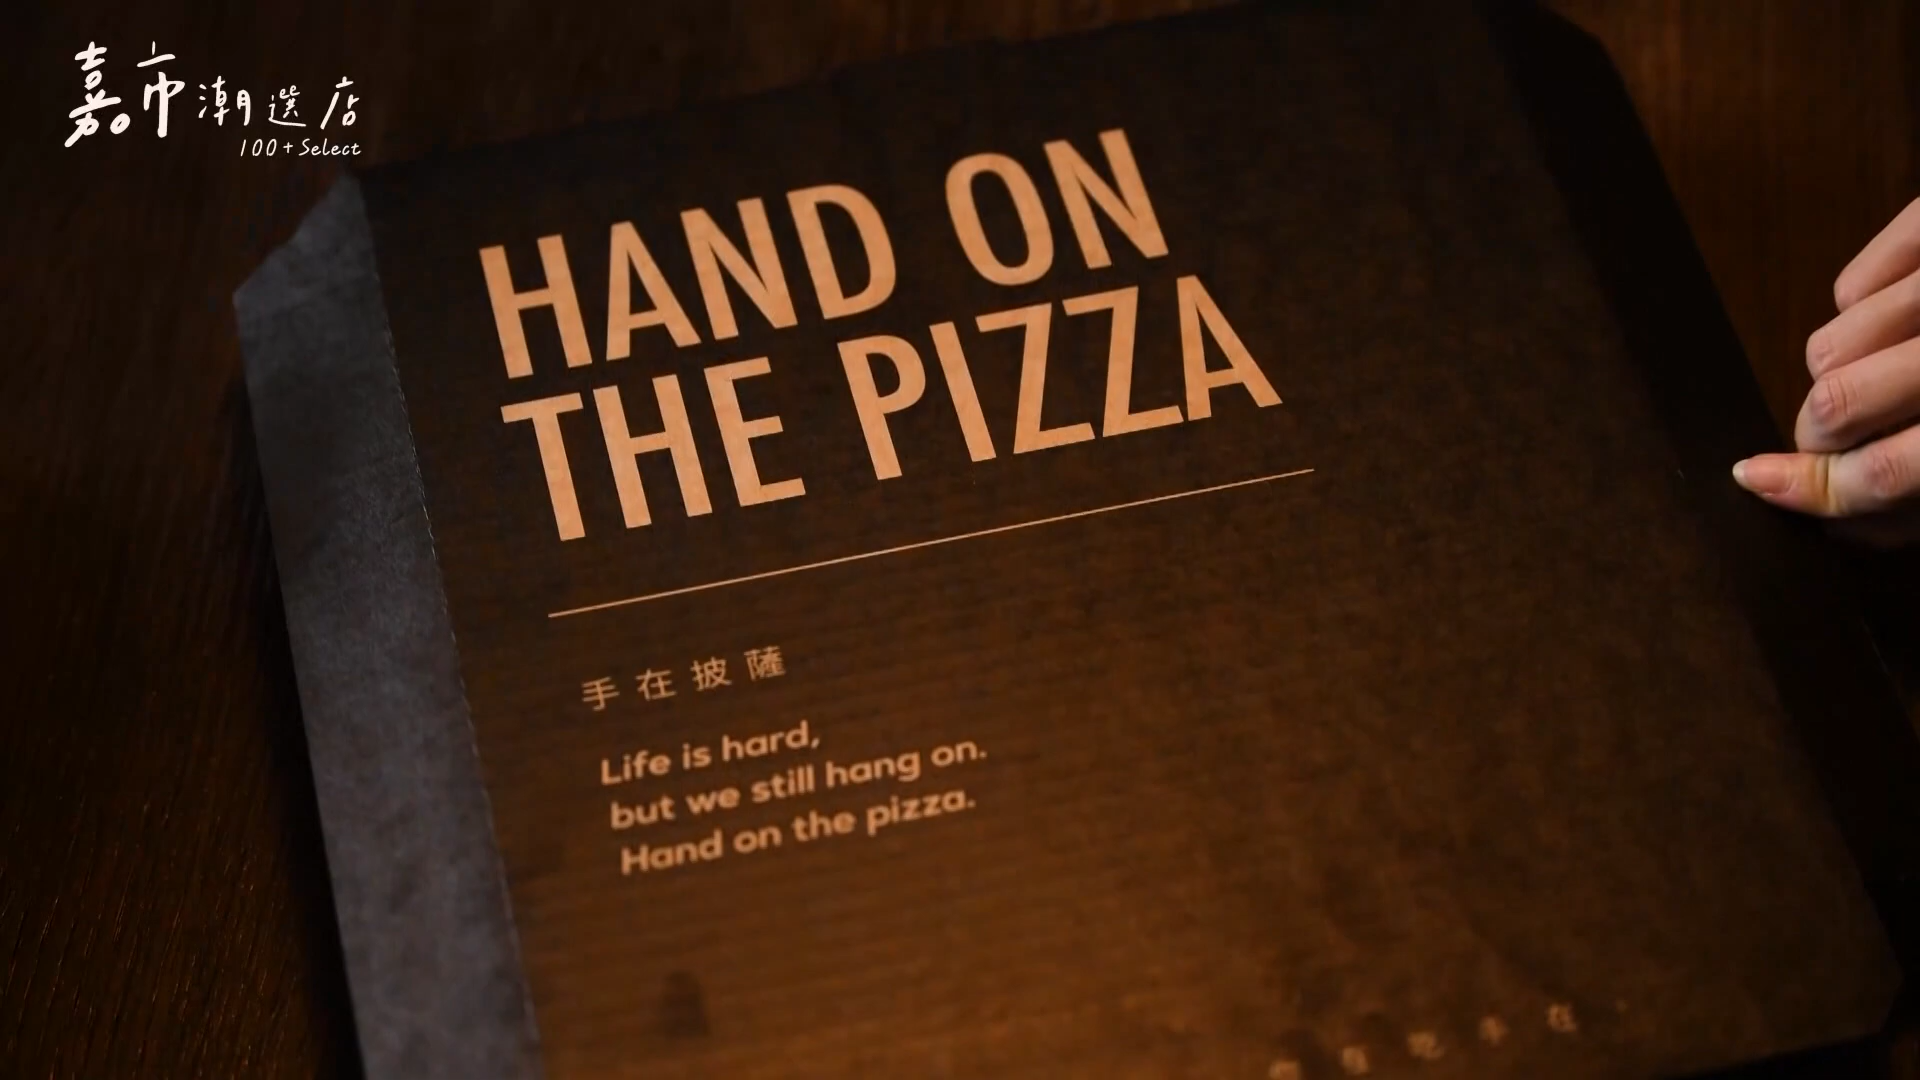 嘉市潮選店
100+Select
HAND ON
THE PIZZA
手在披薩
Life is hard,
but we still hang on.
Hand on the pizza.